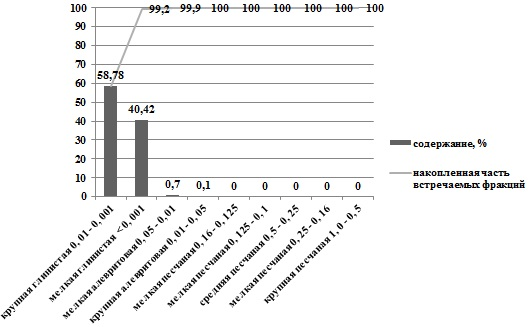 100
90
80
70
60
50
40
30
20
10
0
58,78
40,42
0,7
0,1
0
0
0
0
0
99,2
99,9
100
100
100
100
100
100
крупная глинистая 0,01 - 0,001
мелкая глинистая < 0,001
мелкая алевритовая 0,05 - 0,01
крупная алевритовая 0,01 - 0,05
мелкая песчаная 0,16 - 0,125
мелкая песчаная 0,125 - 0,1
средняя песчаная 0,5 - 0,25
мелкая песчаная 0,25 - 0,16
крупная песчаная 1,0 - 0,5
содержание, %
накопленная часть
встречаемых фракций